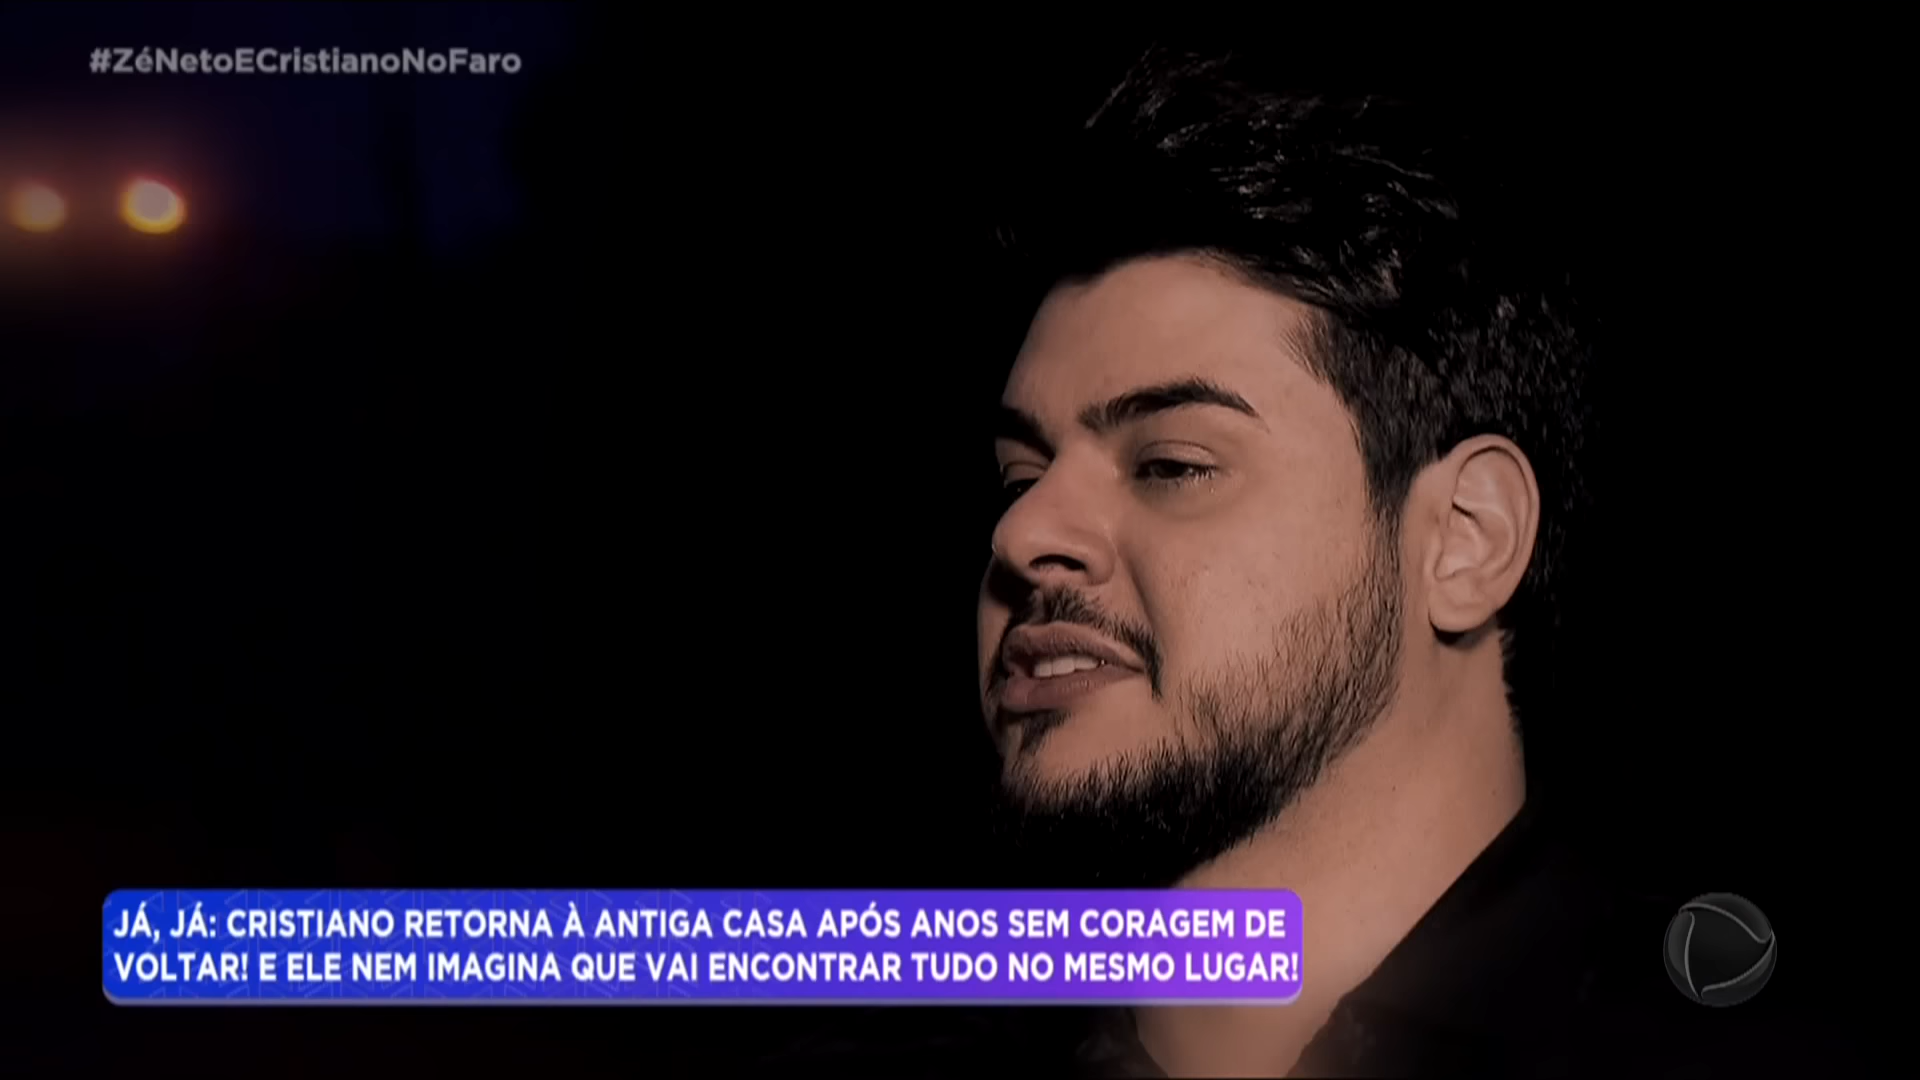 #ZéNetoECristianoNoFaro
JÁ, JÁ: CRISTIANO RETORNA À ANTIGA CASA APÓS ANOS SEM CORAGEM DE
VOLTAR! E ELE NEM IMAGINA QUE VAI ENCONTRAR TUDO NO MESMO LUGAR!